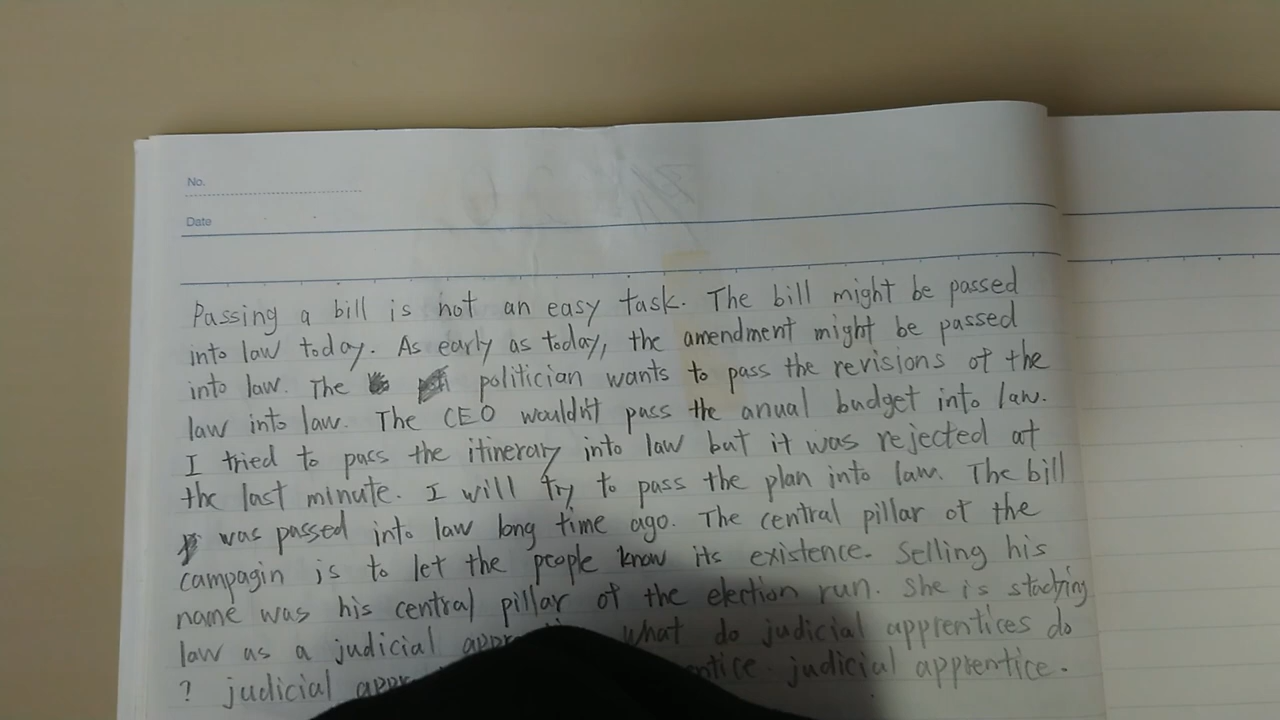 No.
Date
Passing a bill is not an easy task. The bill might be passed
into law today. As early as today, the amendment might be passed
into law. The politician wants to pass the revisions of the
law into law. The CEO wouldn't pass the anual budget into law.
I tried to pass the itinerary into law but it was rejected at
the last minute. I will try to pass the plan into law. The bill
was passed into law long time ago. The central pillar of the
campagin is to let the people know its existence. Selling his
name was his central pillar of the election run. She is studying
law as a judicial What do judicial apprentices do
? judicial judicial apprentice.